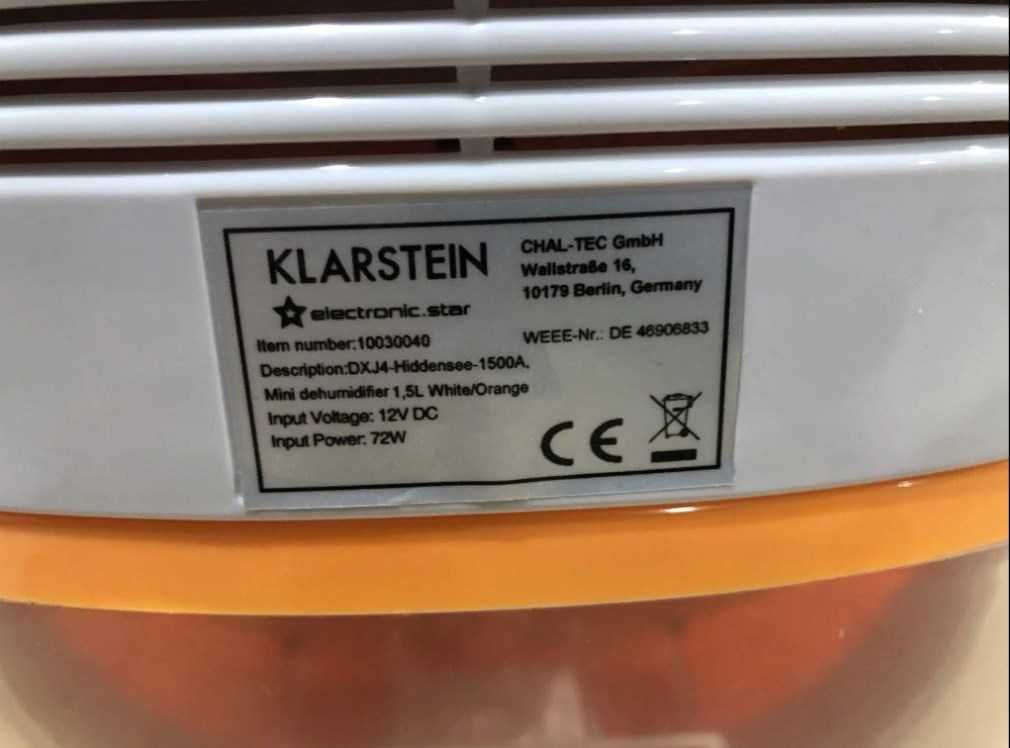 KLARSTEIN
electronic.star
Item number:10030040
Description:DXJ4-Hiddensee-1500A,
Mini dehumidifier 1,5L White/Orange
Input Voltage: 12V DC
Input Power: 72W
CHAL-TEC GmbH
Wallstraße 16,
10179 Berlin, Germany
WEEE-Nr.: DE 46906833
CE